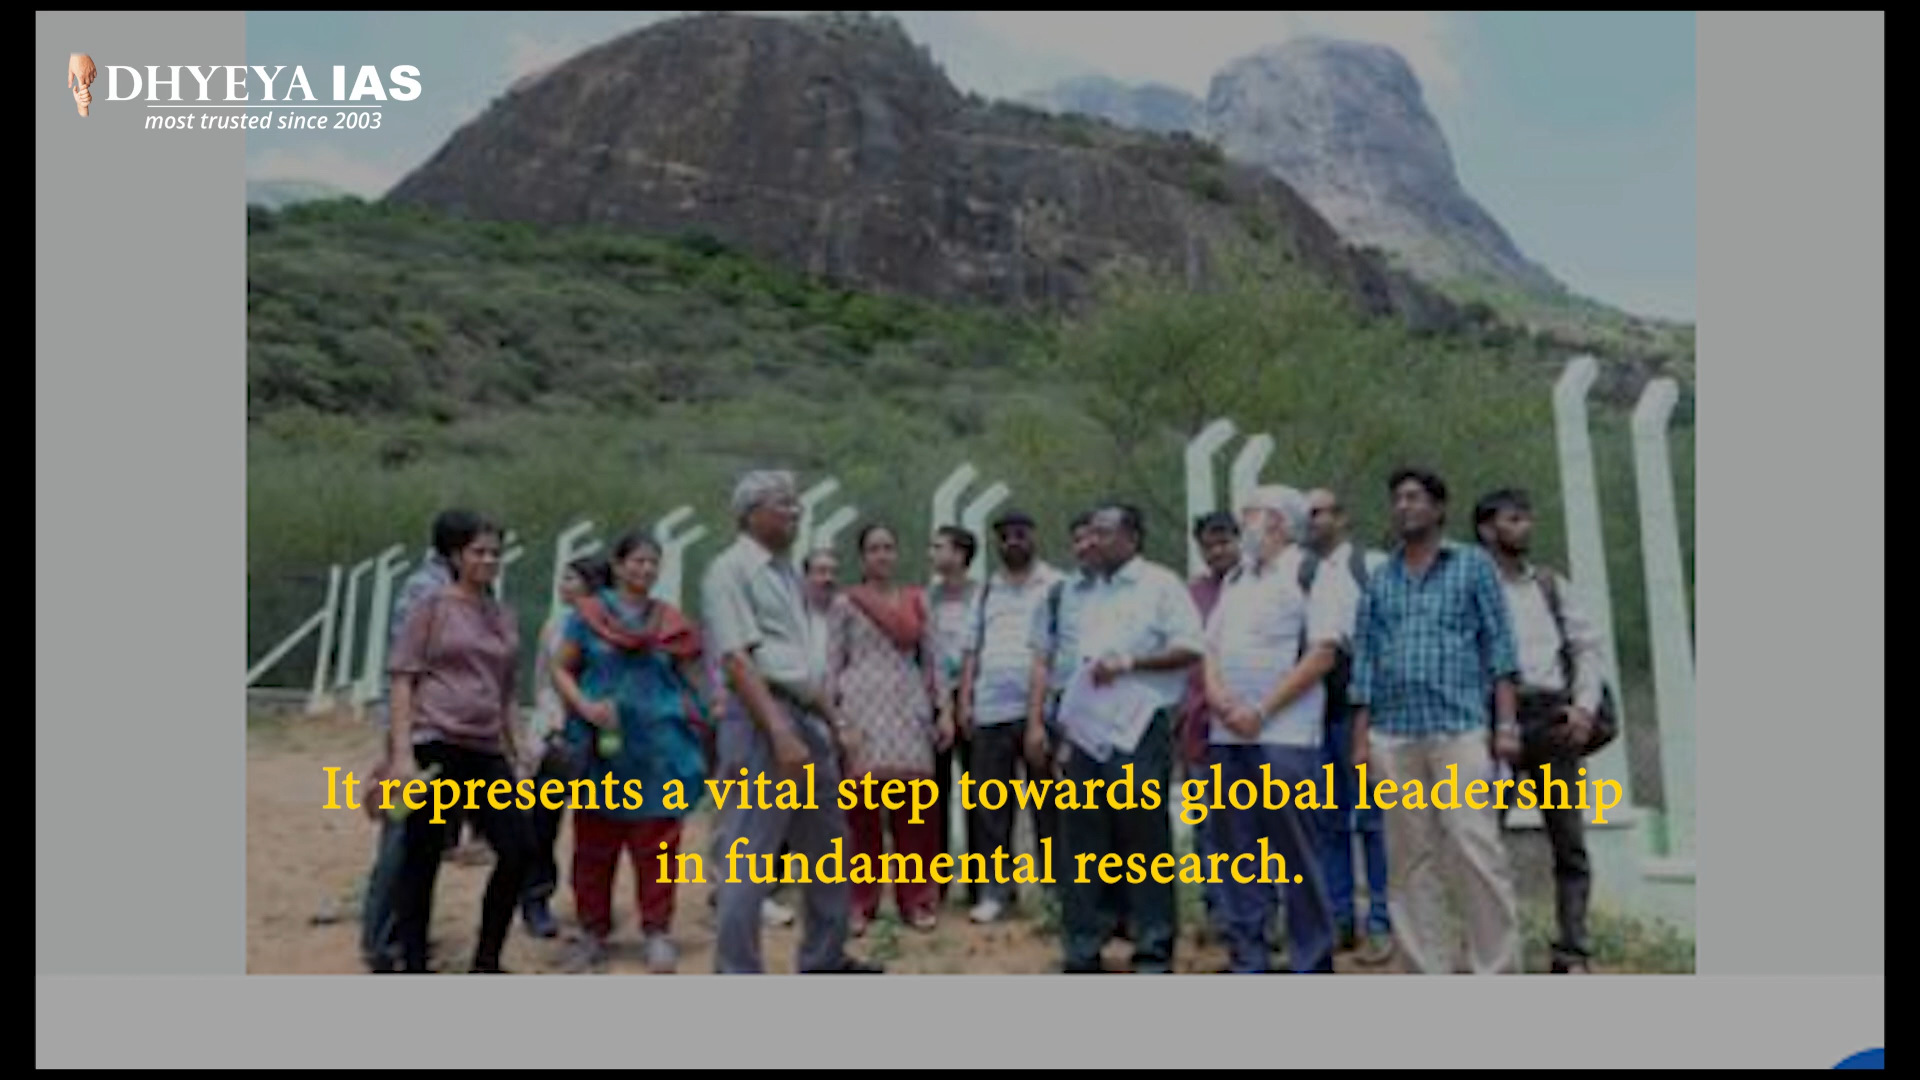 DHYEYA IAS
most trusted since 2003
It represents a vital step towards global leadership
in fundamental research.